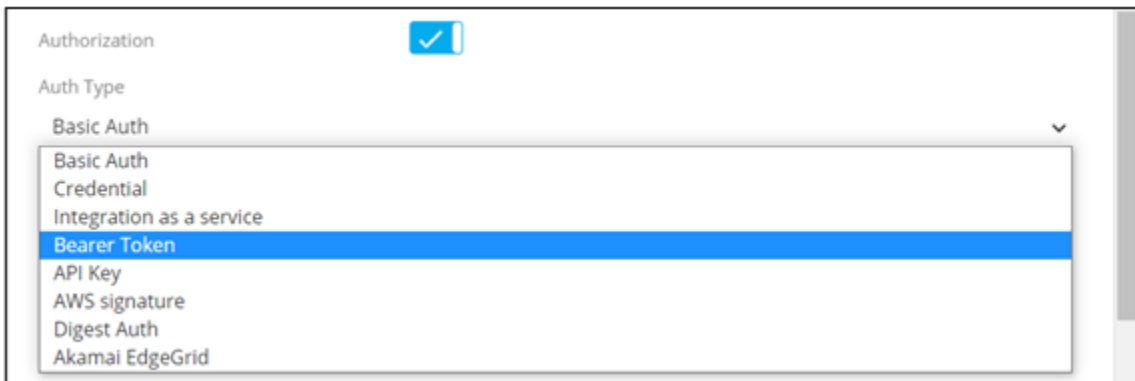 Authorization
Auth Type
Basic Auth
Basic Auth
Credential
Integration as a service
Bearer Token
API Key
AWS signature
Digest Auth
Akamai EdgeGrid